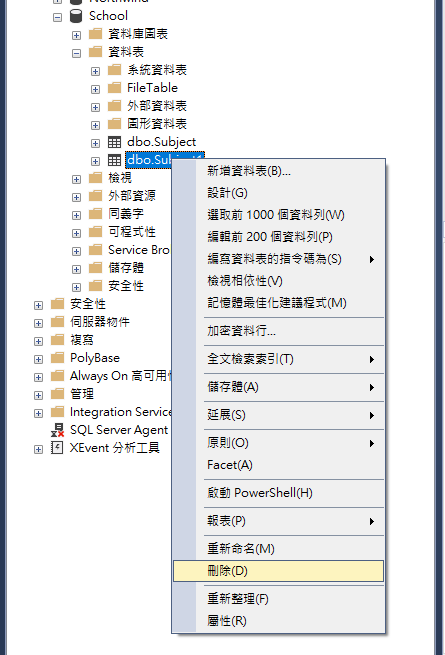 School
資料庫圖表
資料表
系統資料表
FileTable
外部資料表
圖形資料表
dbo.Subject
檢視
外部資源
同義字
可程式性
Service Bro
儲存體
安全性
安全性
伺服器物件
複寫
PolyBase
Always On 高可用
管理
Integration Service
SQL Server Agent
XEvent 分析工具
新增資料表(B)...
設計(G)
選取前 1000 個資料列(W)
編輯前 200 個資料列(P)
編寫資料表的指令碼為(S)
檢視相依性(V)
記憶體最佳化建議程式(M)
加密資料行...
全文檢索索引(T)
儲存體(A)
延展(S)
原則(O)
Facet(A)
啟動 PowerShell(H)
報表(P)
重新命名(M)
刪除(D)
重新整理(F)
屬性(R)